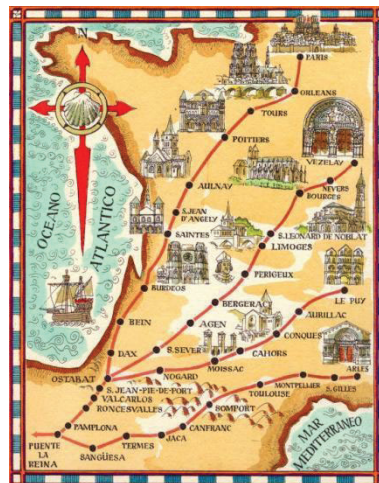 N
PARIS
ORLEANS
TOURS
POITIERS
VEZELAY
NEVERS
BOURGES
AULNAY
S.JEAN
D'ANGELY
SAINTES
S.LEONARD DE NOBLAT
LIMOGES
OCEANO
ATLANTICO
PERIGEUX
BURDEOS
LE PUY
BERGERA
AURILLAC
BEIN
AGEN
CONQUES
DAX
S.SEVER
CAHORS
MOISSAC
ARLES
OSTABAT
NOGARD
S.JEAN-PIE-DE-PORT
MONTPELLIER
S.GILLES
TOULOUSE
VALCARLOS
RONCESVALLES
SOMPORT
PAMPLONA
CANFRANC
JACA
TERMES
PUENTE
LA
REINA
SANGÜESA
MAR
MEDITERRANEO